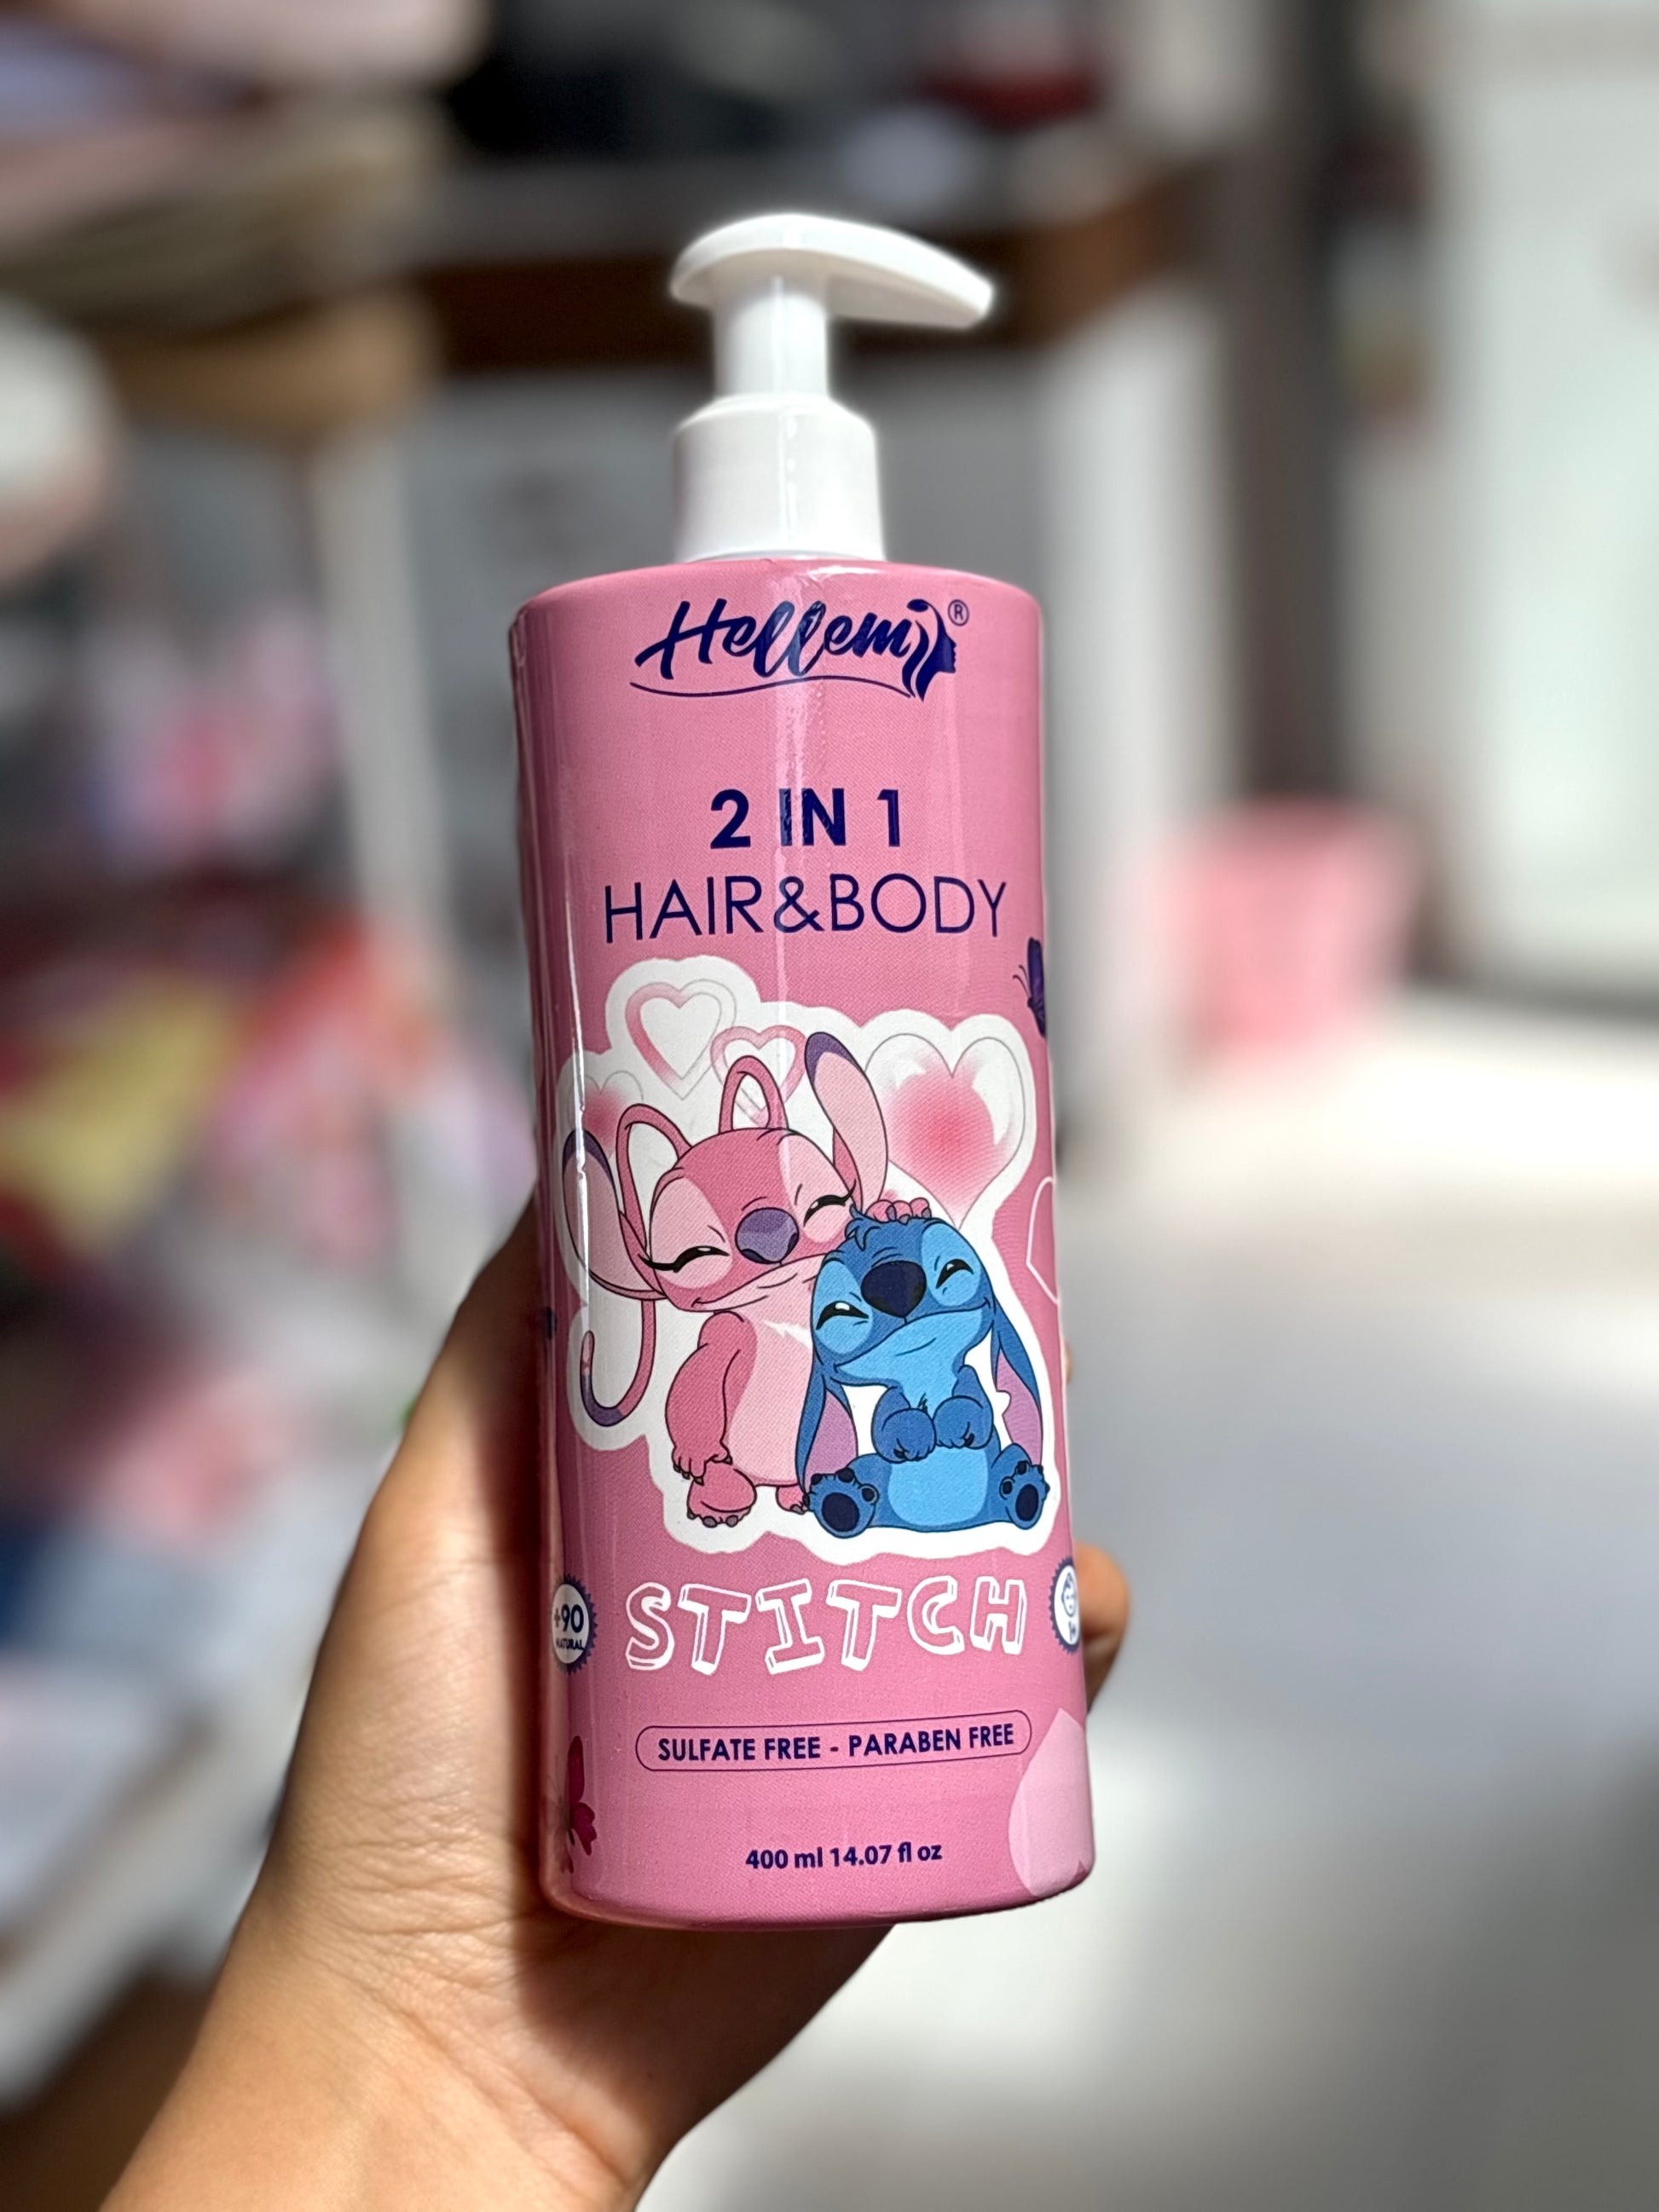 Hellem®
2 IN 1
HAIR&BODY
STITCH
+90
NATURAL
SULFATE FREE - PARABEN FREE
400 ml 14.07 fl oz